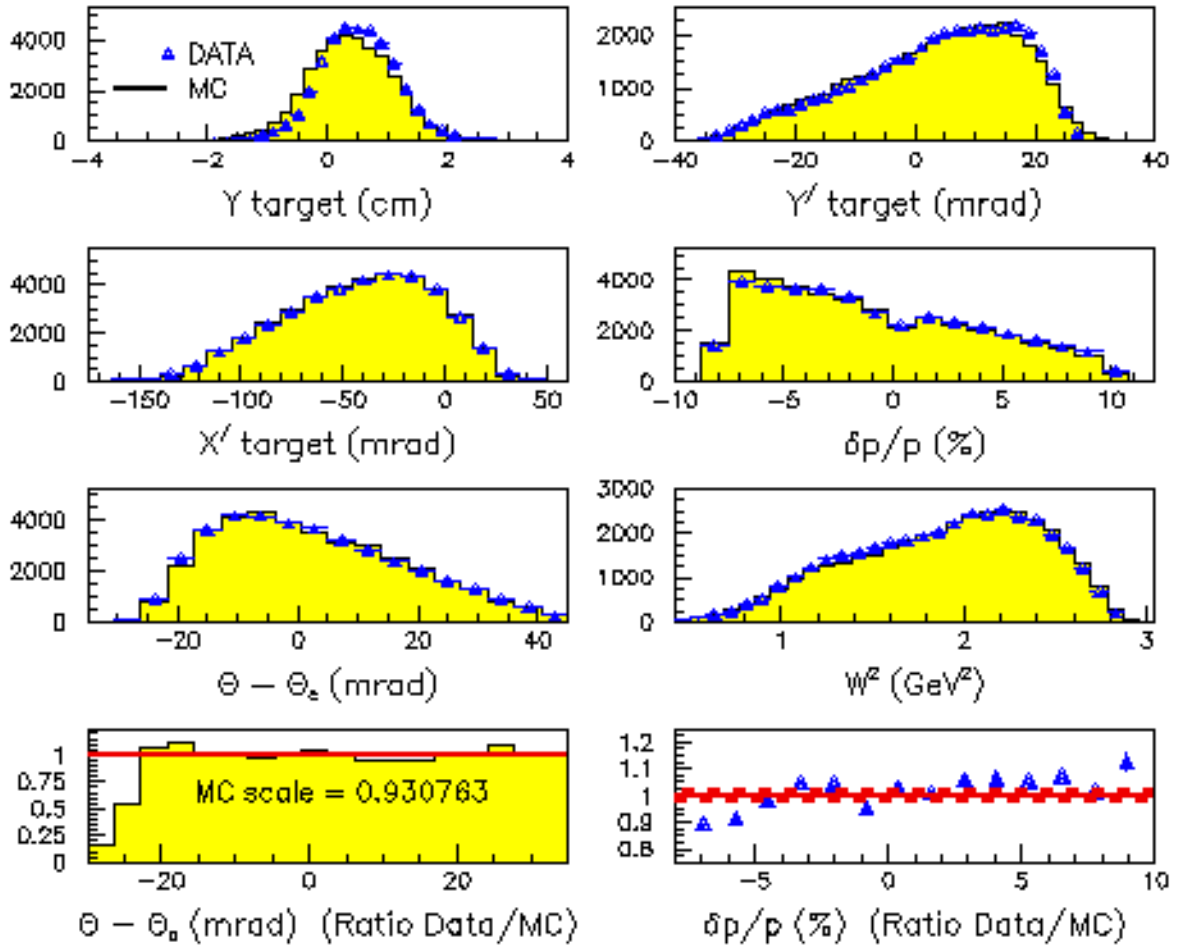 4000
2000
0
DATA
MC
−4 −2 0 2 4
Y target (cm)
2000
1000
0
−40 −20 0 20 40
Y′ target (mrad)
4000
2000
0
−150 −100 −50 0 50
X′ target (mrad)
4000
2000
0
−10 −5 0 5 10
δp/p (%)
4000
2000
0
−20 0 20 40
Θ − Θₑ (mrad)
3000
2000
1000
0
1 2 3
W² (GeV²)
1
0.75
0.5
0.25
0
MC scale = 0.930763
−20 0 20
Θ − Θₒ (mrad) (Ratio Data/MC)
1.2
1.1
1
0.9
0.8
−5 0 5 10
δp/p (%) (Ratio Data/MC)